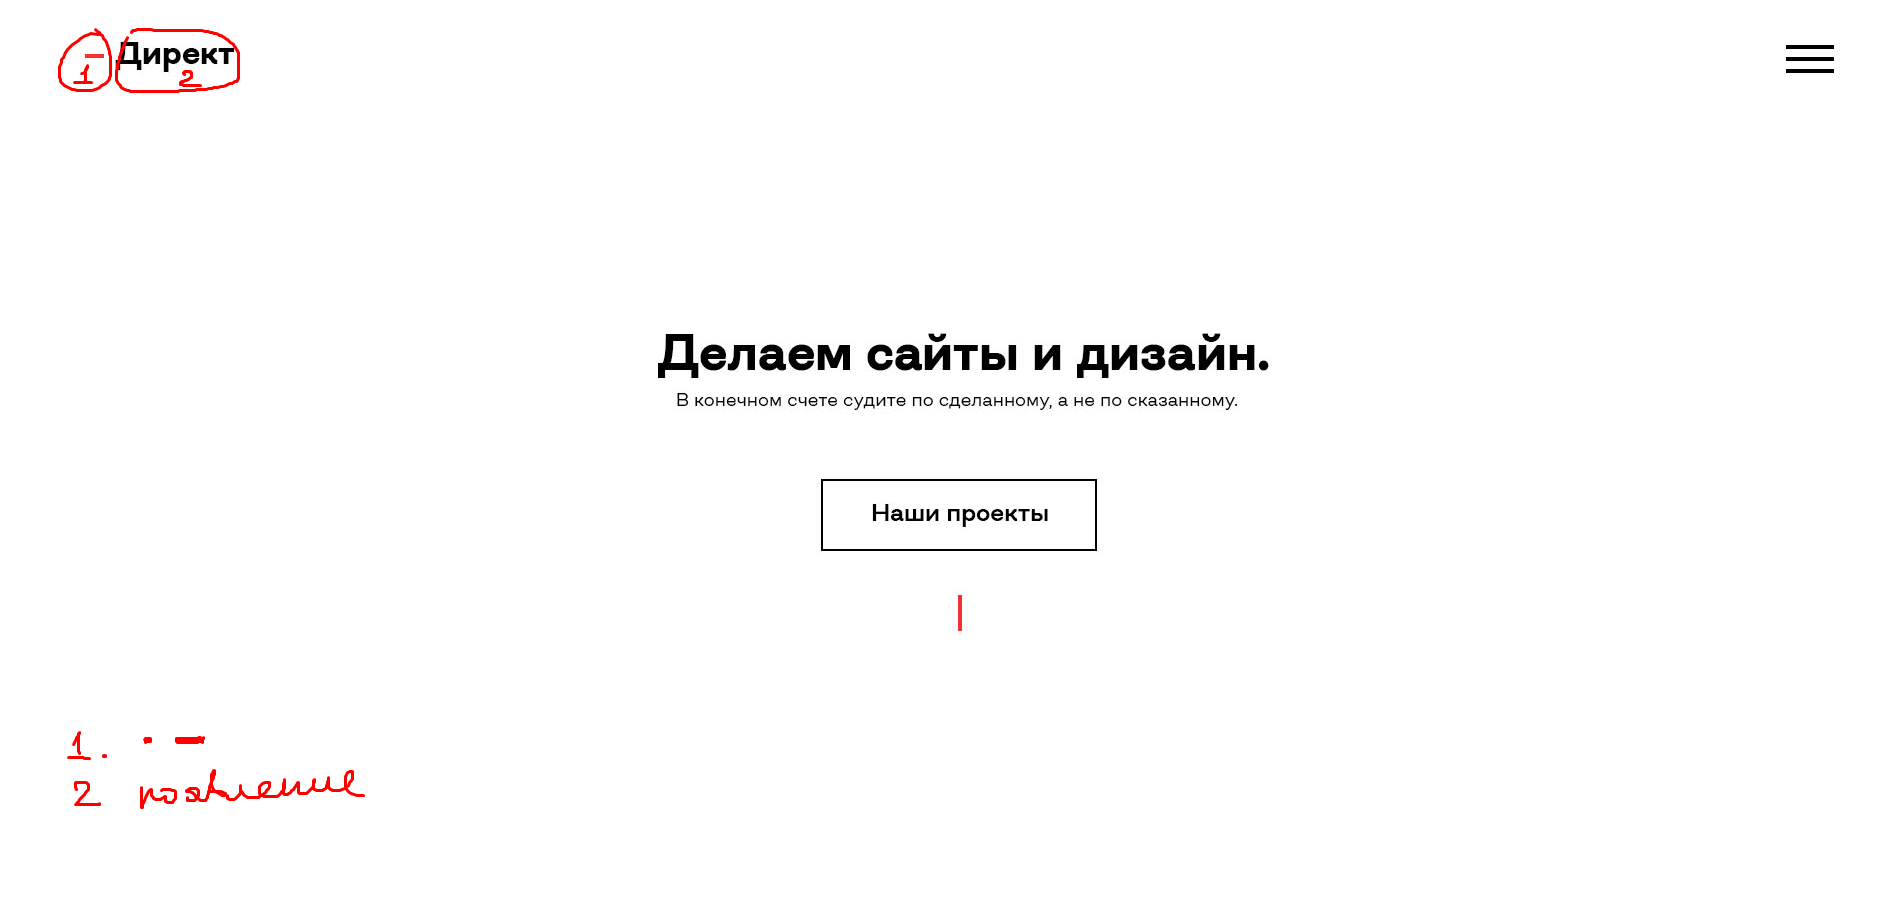 – Директ
1 2
Делаем сайты и дизайн.
В конечном счете судите по сделанному, а не по сказанному.
Наши проекты
1. · –
2 появление